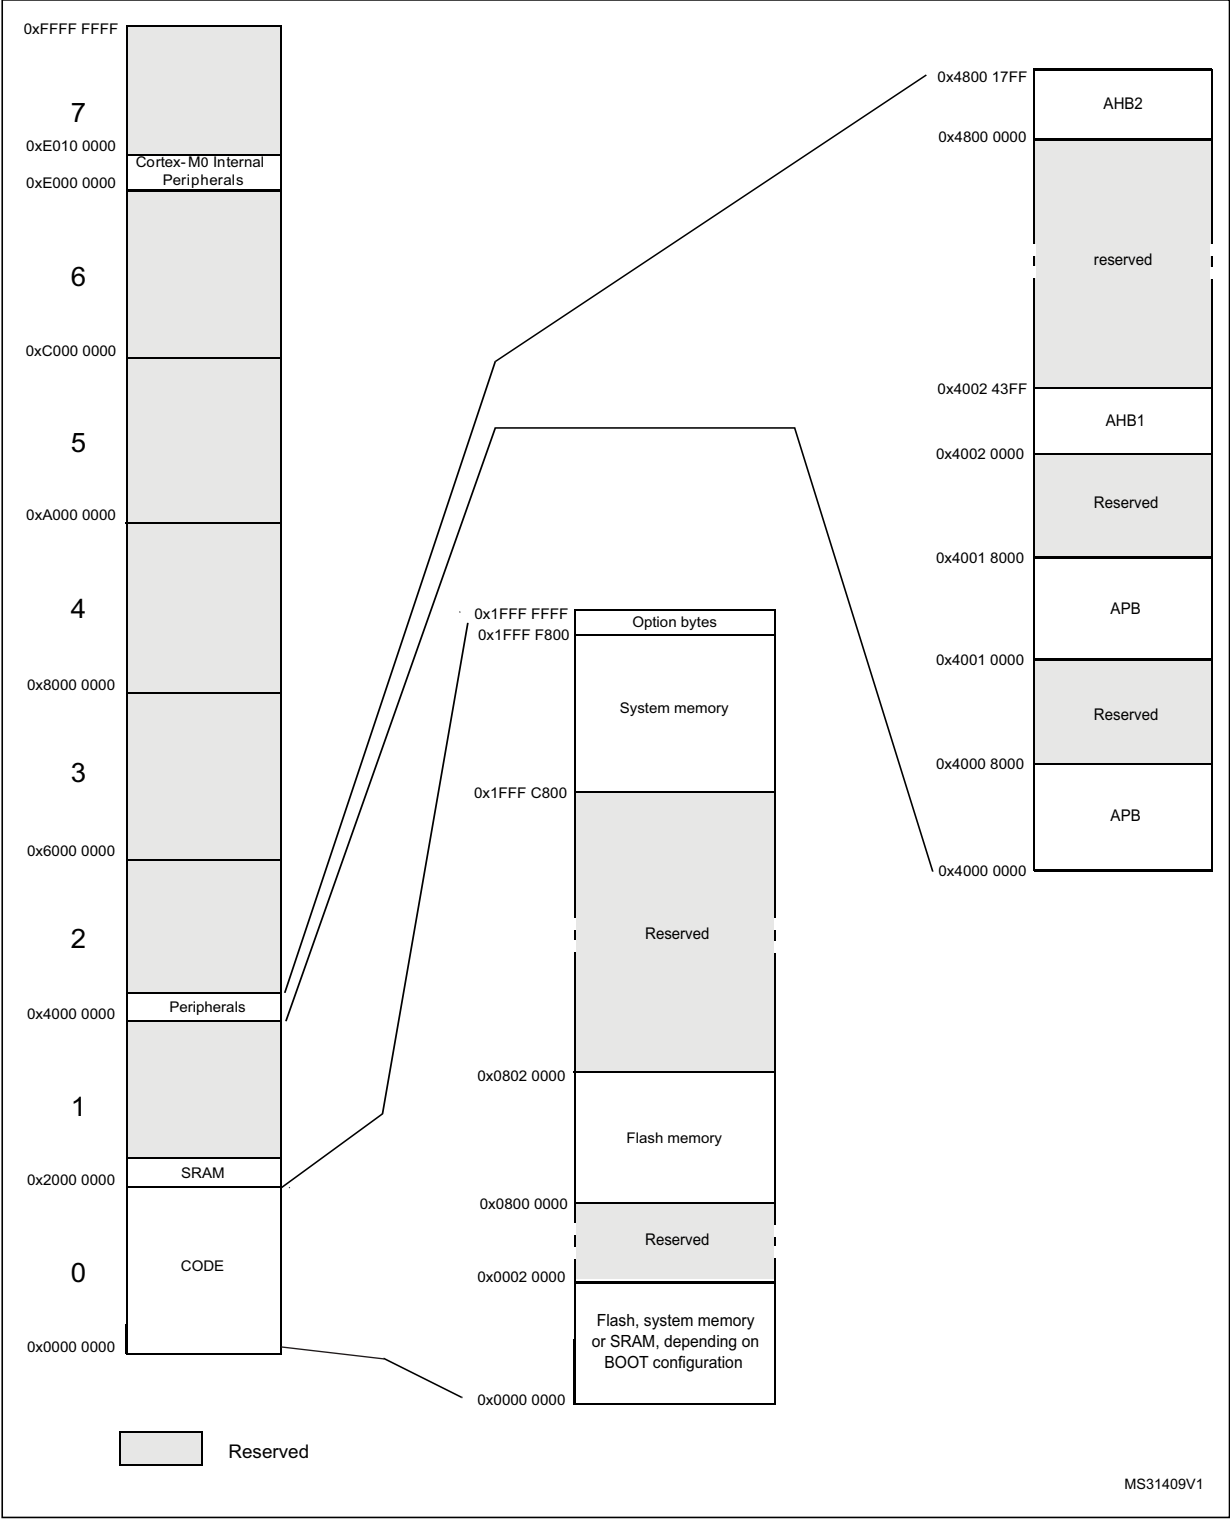 0xFFFF FFFF
7
0xE010 0000
Cortex-M0 Internal
Peripherals
0xE000 0000
6
0xC000 0000
5
0xA000 0000
4
0x8000 0000
3
0x6000 0000
2
Peripherals
0x4000 0000
1
SRAM
0x2000 0000
CODE
0
0x0000 0000
Reserved
0x1FFF FFFF
Option bytes
0x1FFF F800
System memory
0x1FFF C800
Reserved
0x0802 0000
Flash memory
0x0800 0000
Reserved
0x0002 0000
Flash, system memory
or SRAM, depending on
BOOT configuration
0x0000 0000
0x4800 17FF
AHB2
0x4800 0000
reserved
0x4002 43FF
AHB1
0x4002 0000
Reserved
0x4001 8000
APB
0x4001 0000
Reserved
0x4000 8000
APB
0x4000 0000
MS31409V1